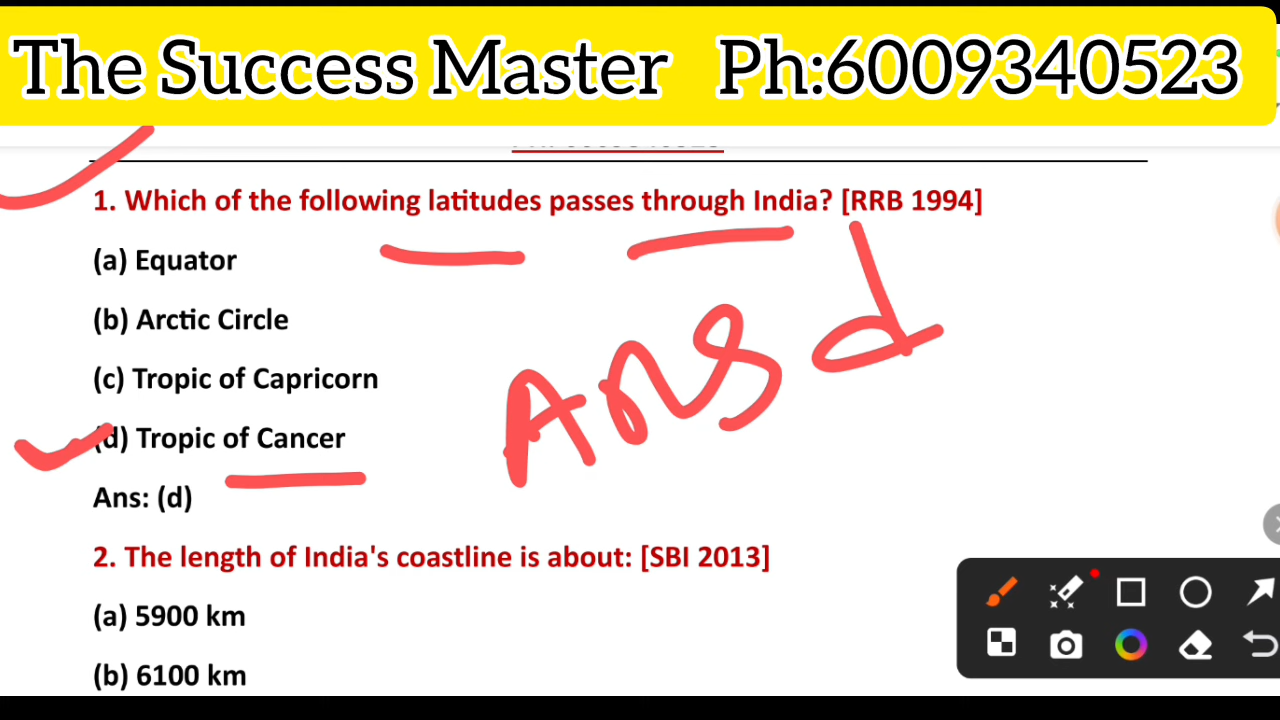 The Success Master Ph:6009340523
1. Which of the following latitudes passes through India? [RRB 1994]
(a) Equator
(b) Arctic Circle
(c) Tropic of Capricorn
(d) Tropic of Cancer
Ans d
Ans: (d)
2. The length of India's coastline is about: [SBI 2013]
(a) 5900 km
(b) 6100 km